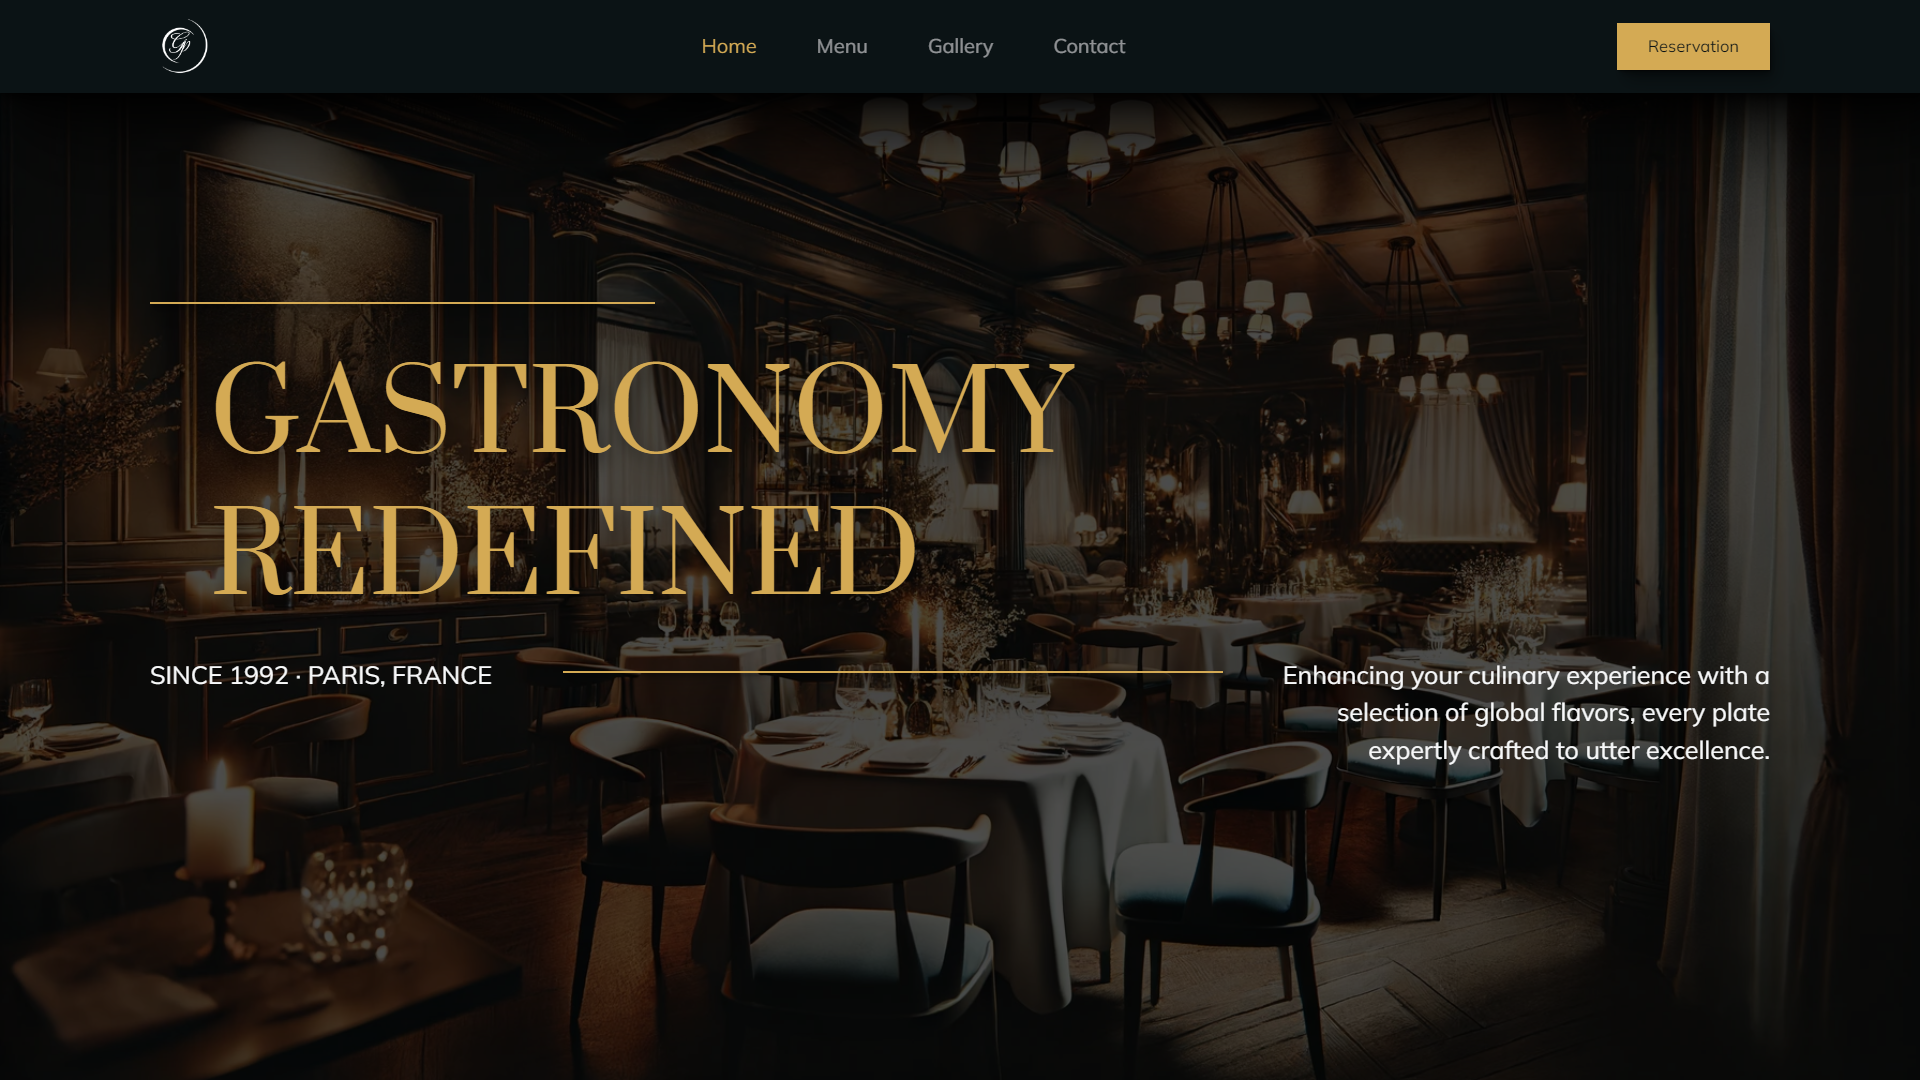 Home
Menu
Gallery
Contact
Reservation
GASTRONOMY
REDEFINED
SINCE 1992 · PARIS, FRANCE
Enhancing your culinary experience with a
selection of global flavors, every plate
expertly crafted to utter excellence.